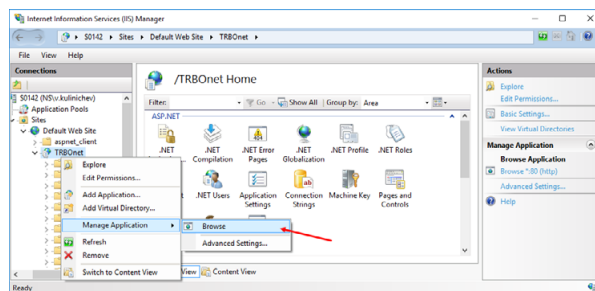 Internet Information Services (IIS) Manager
S0142 ▸ Sites ▸ Default Web Site ▸ TRBOnet ▸
File View Help
Connections
S0142 (NS\v.kulinichev)
Application Pools
Sites
Default Web Site
aspnet_client
TRBOnet
Explore
Edit Permissions...
Add Application...
Add Virtual Directory...
Manage Application
Refresh
Remove
Switch to Content View
Browse
Advanced Settings...
/TRBOnet Home
Filter: Go Show All Group by: Area
ASP.NET
.NET
.NET Compilation
.NET Error Pages
.NET Globalization
.NET Profile
.NET Roles
.NET Users
Application Settings
Connection Strings
Machine Key
Pages and Controls
View Content View
Actions
Explore
Edit Permissions...
Basic Settings...
View Virtual Directories
Manage Application
Browse Application
Browse *:80 (http)
Advanced Settings...
Help
Ready